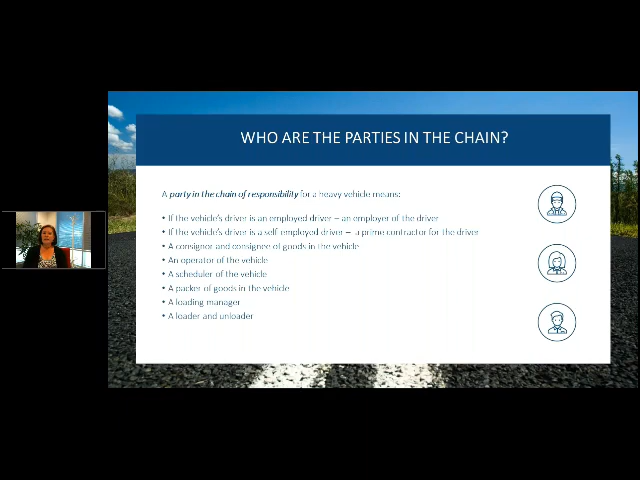 WHO ARE THE PARTIES IN THE CHAIN?
A party in the chain of responsibility for a heavy vehicle means:
• If the vehicle's driver is an employed driver – an employer of the driver
• If the vehicle's driver is a self employed driver – a prime contractor for the driver
• A consignor and consignee of goods in the vehicle
• An operator of the vehicle
• A scheduler of the vehicle
• A packer of goods in the vehicle
• A loading manager
• A loader and unloader